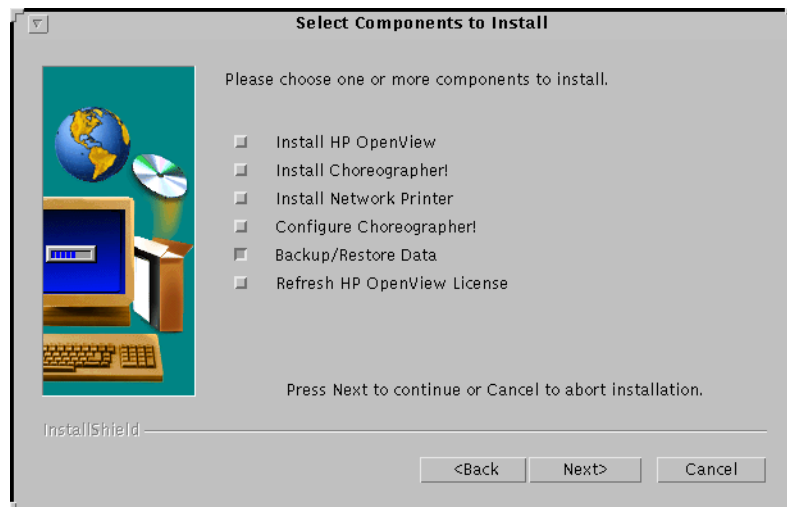 Select Components to Install
Please choose one or more components to install.
Install HP OpenView
Install Choreographer!
Install Network Printer
Configure Choreographer!
Backup/Restore Data
Refresh HP OpenView License
Press Next to continue or Cancel to abort installation.
InstallShield
<Back Next> Cancel